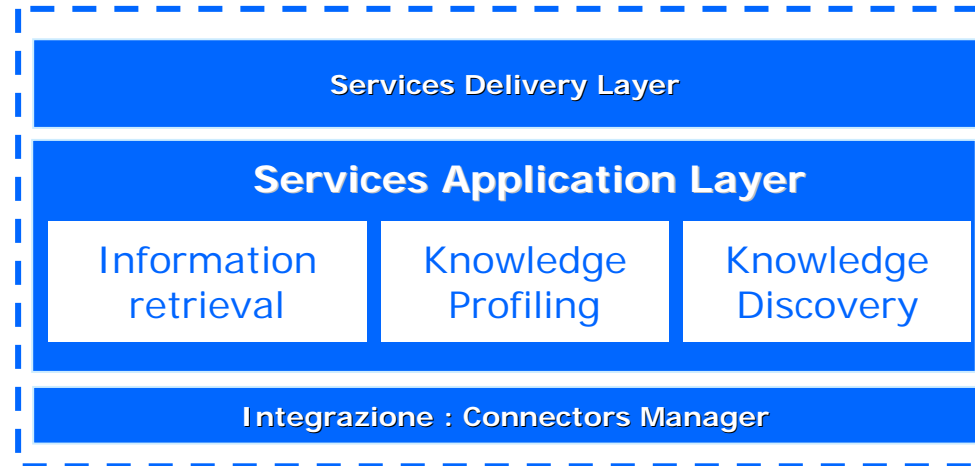 Services Delivery Layer
Services Application Layer
Information
retrieval
Knowledge
Profiling
Knowledge
Discovery
Integrazione : Connectors Manager